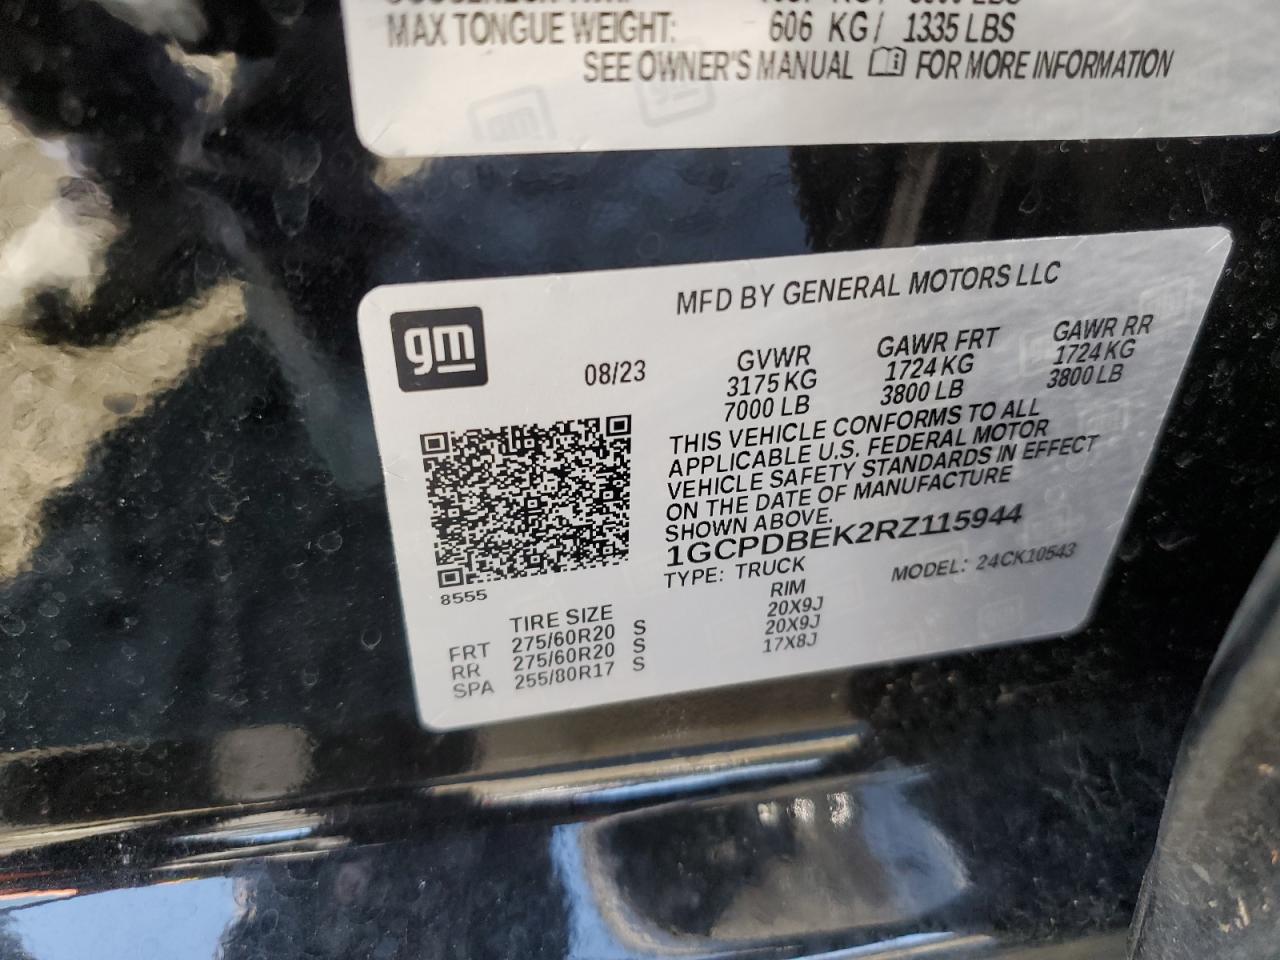 MAX TONGUE WEIGHT: 606 KG / 1335 LBS
SEE OWNER'S MANUAL FOR MORE INFORMATION
gm
gm
MFD BY GENERAL MOTORS LLC
gm
08/23
GVWR GAWR FRT GAWR RR
3175 KG 1724 KG 1724 KG
7000 LB 3800 LB 3800 LB
THIS VEHICLE CONFORMS TO ALL
APPLICABLE U.S. FEDERAL MOTOR
VEHICLE SAFETY STANDARDS IN EFFECT
ON THE DATE OF MANUFACTURE
SHOWN ABOVE.
1GCPDBEK2RZ115944
TYPE: TRUCK MODEL: 24CK10543
8555
TIRE SIZE RIM
FRT 275/60R20 S 20X9J
RR 275/60R20 S 20X9J
SPA 255/80R17 S 17X8J